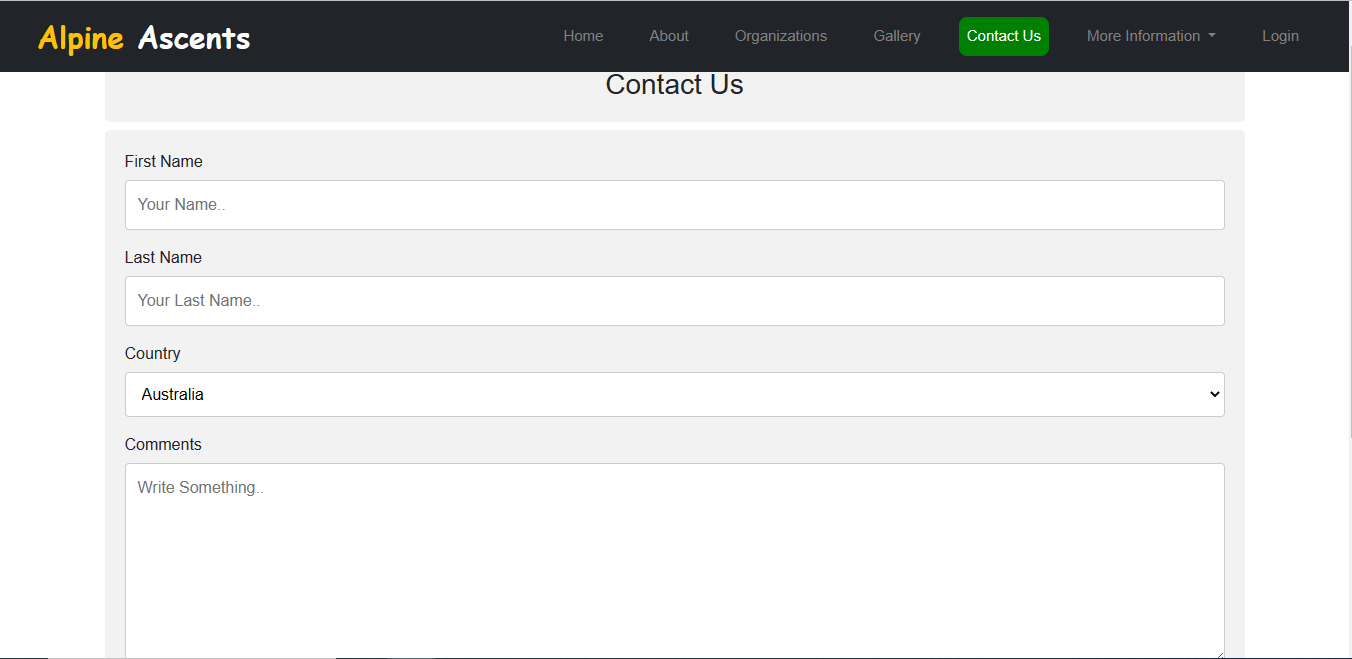 Alpine Ascents Home About Organizations Gallery Contact Us More Information Login
Contact Us
First Name
Your Name..
Last Name
Your Last Name..
Country
Australia
Comments
Write Something..